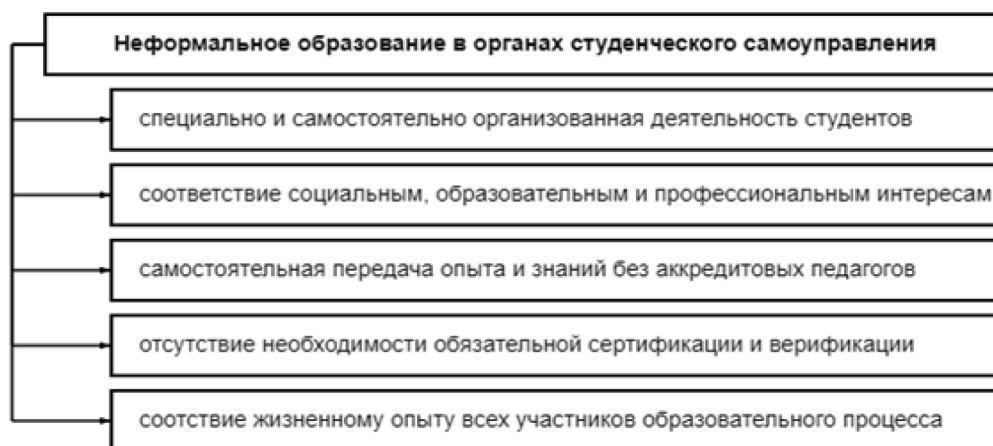 Неформальное образование в органах студенческого самоуправления
специально и самостоятельно организованная деятельность студентов
соответствие социальным, образовательным и профессиональным интересам
самостоятельная передача опыта и знаний без аккредитовых педагогов
отсутствие необходимости обязательной сертификации и верификации
соотствие жизненному опыту всех участников образовательного процесса